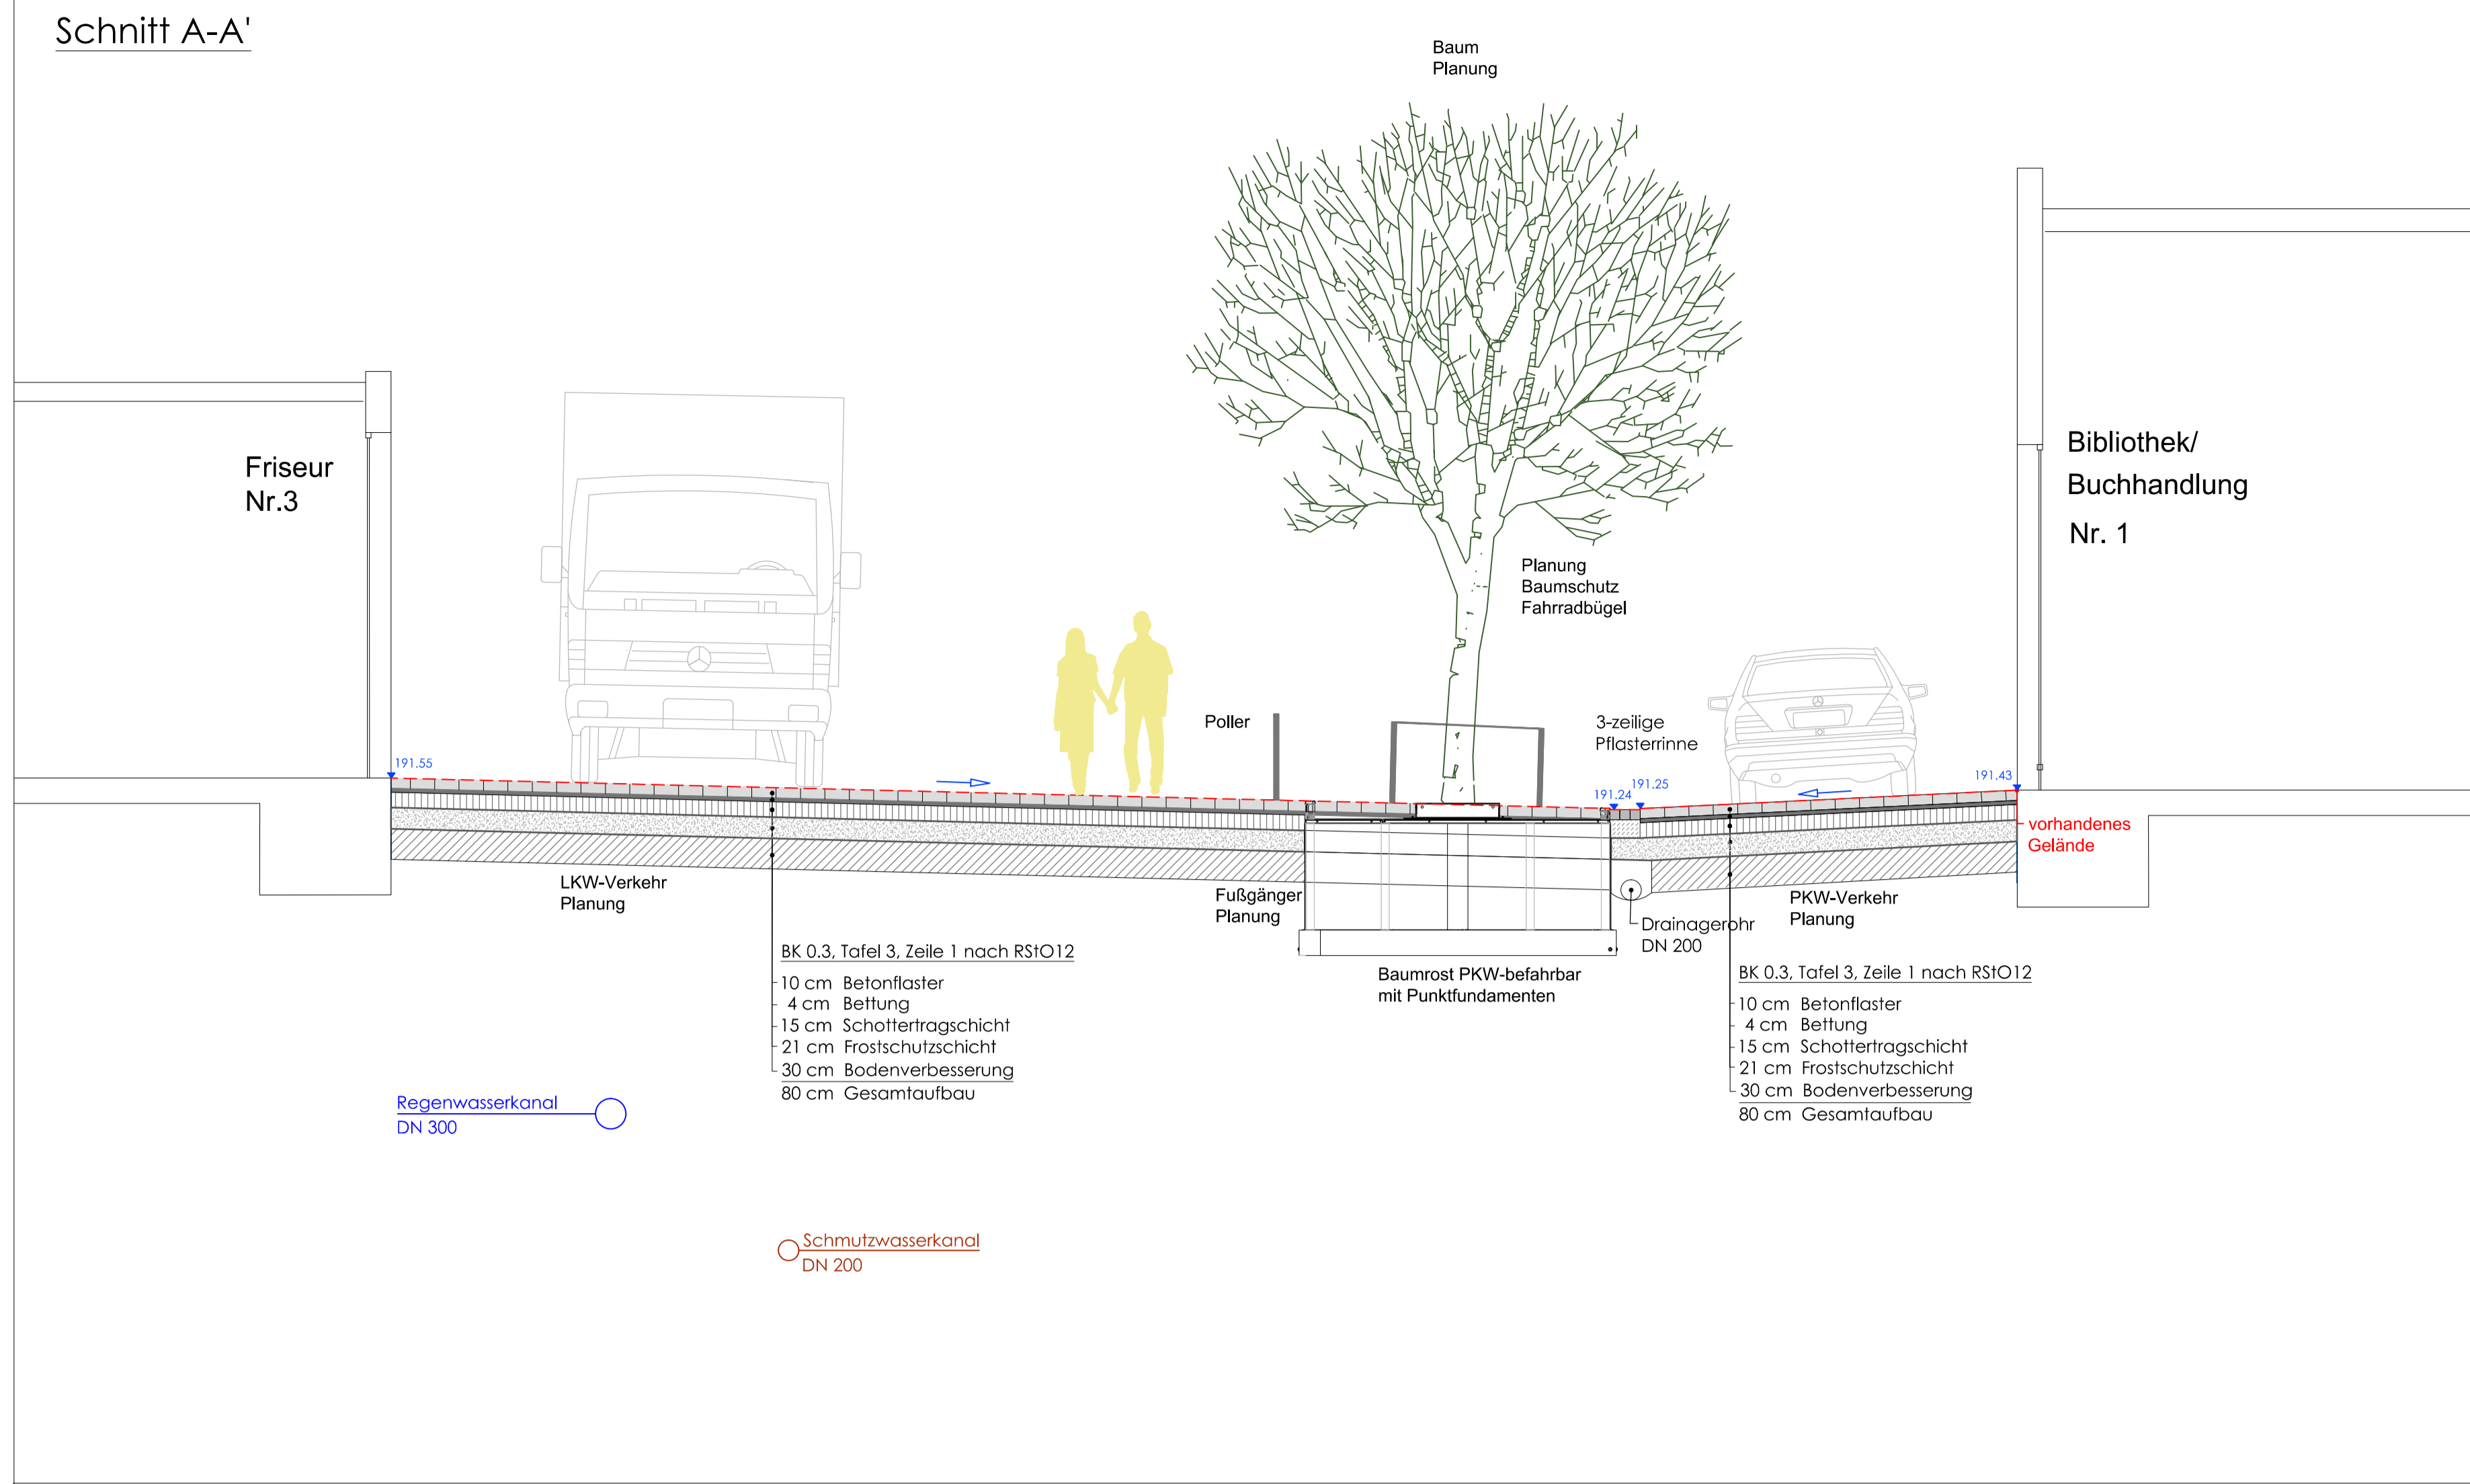 Schnitt A-A'
Baum
Planung
Friseur
Nr.3
Bibliothek/
Buchhandlung
Nr. 1
Planung
Baumschutz
Fahrradbügel
Poller
3-zeilige
Pflasterrinne
191.55
191.24
191.25
191.43
vorhandenes
Gelände
LKW-Verkehr
Planung
Fußgänger
Planung
Drainagerohr
DN 200
PKW-Verkehr
Planung
Baumrost PKW-befahrbar
mit Punktfundamenten
BK 0.3, Tafel 3, Zeile 1 nach RStO12
10 cm Betonflaster
4 cm Bettung
15 cm Schottertragschicht
21 cm Frostschutzschicht
30 cm Bodenverbesserung
80 cm Gesamtaufbau
BK 0.3, Tafel 3, Zeile 1 nach RStO12
10 cm Betonflaster
4 cm Bettung
15 cm Schottertragschicht
21 cm Frostschutzschicht
30 cm Bodenverbesserung
80 cm Gesamtaufbau
Regenwasserkanal
DN 300
Schmutzwasserkanal
DN 200